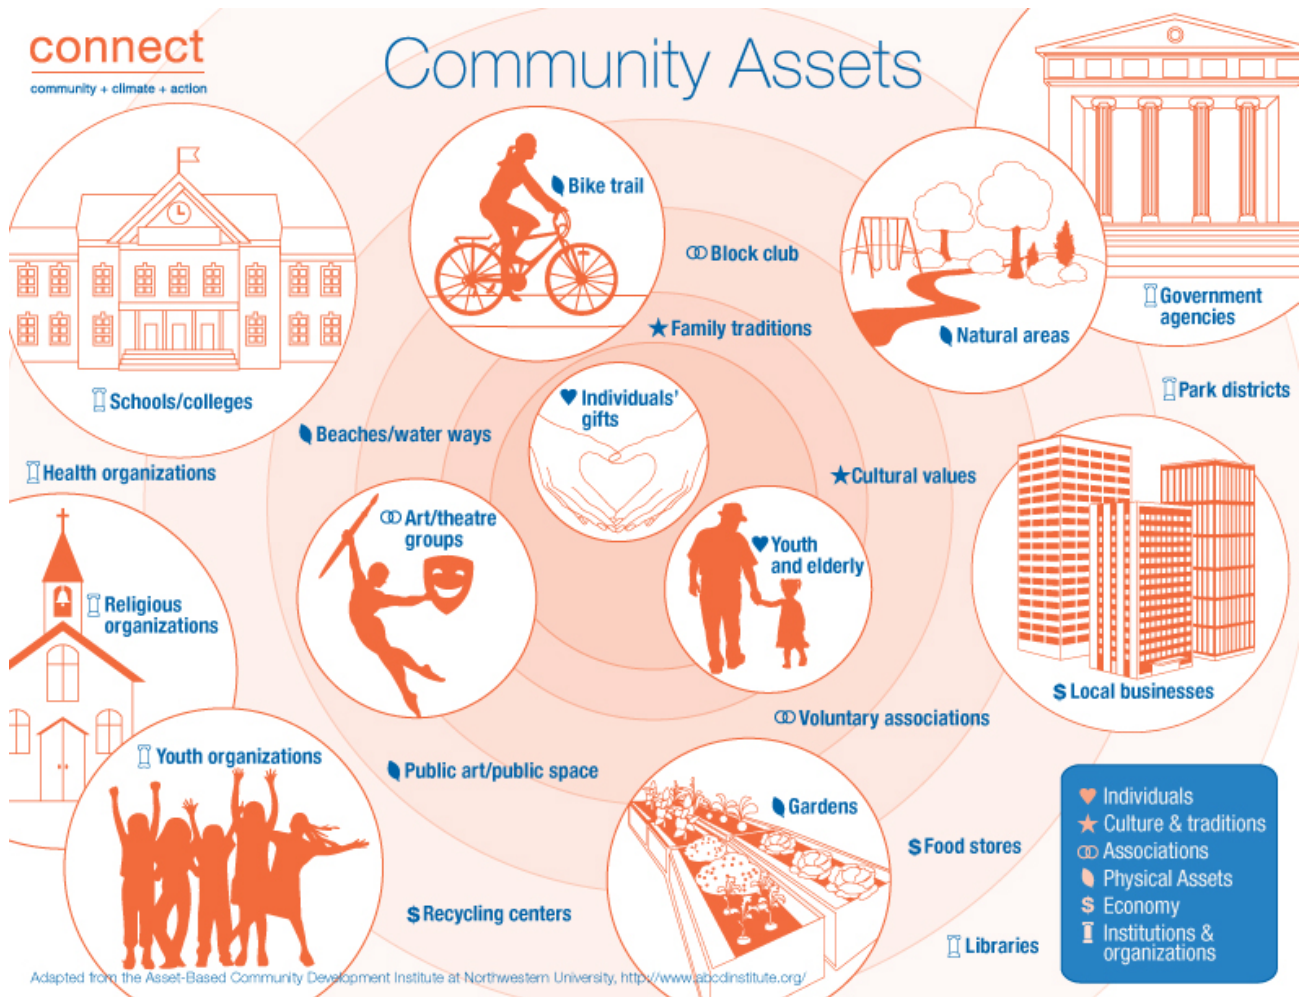 connect
community + climate + action
Community Assets
Bike trail
Block club
Family traditions
Natural areas
Government
agencies
Park districts
Schools/colleges
Individuals'
gifts
Beaches/water ways
Health organizations
Cultural values
Art/theatre
groups
Youth
and elderly
Religious
organizations
$ Local businesses
Voluntary associations
Youth organizations
Public art/public space
Gardens
$ Food stores
$ Recycling centers
Libraries
Individuals
Culture & traditions
Associations
Physical Assets
$ Economy
Institutions &
organizations
Adapted from the Asset-Based Community Development Institute at Northwestern University, http://www.abcdinstitute.org/